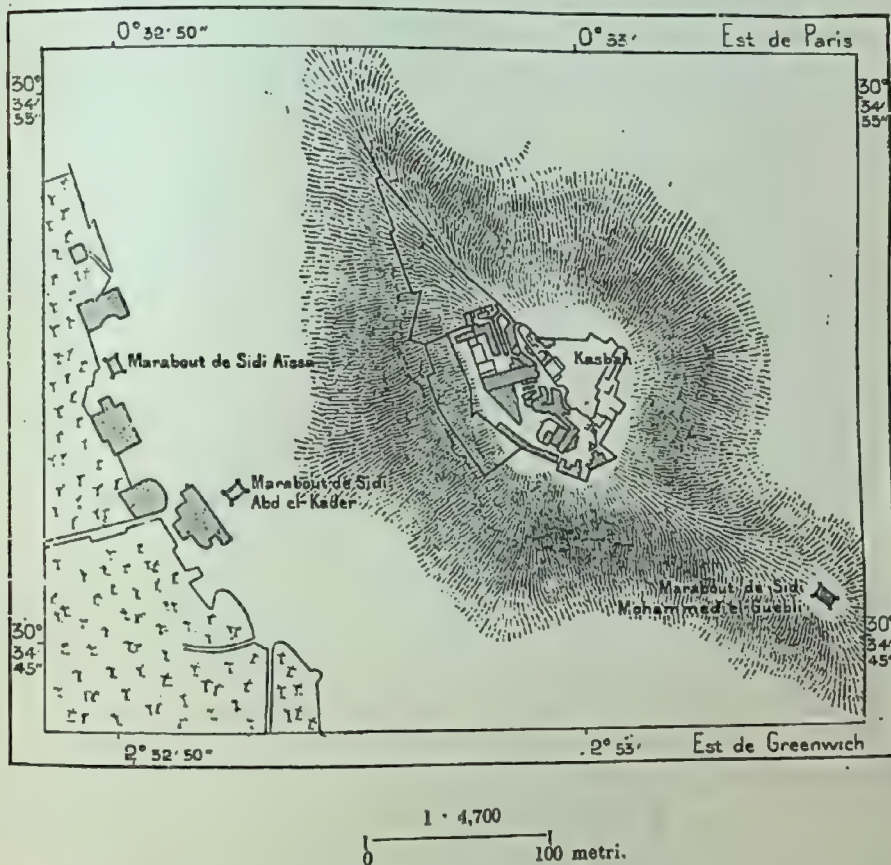 0° 32' 50" 0° 33' Est de Paris
30° 30°
34' 34'
55" 55"
Kasbah
Marabout de Sidi Aïssa
Marabout de Sidi
Abd el-Kader
Marabout de Sidi
Mohammed el-Guebli
30° 30°
34' 34'
45" 45"
2° 32' 50" 2° 53' Est de Greenwich
1 : 4,700
0 100 metri.